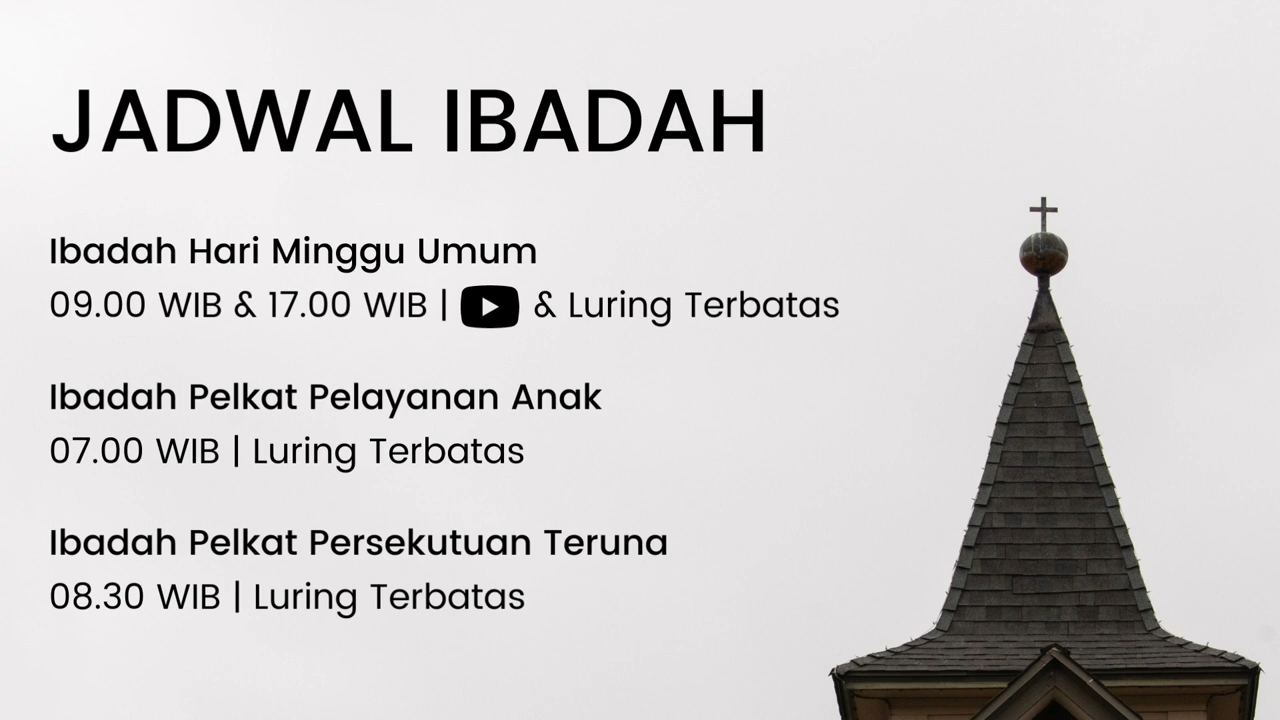 JADWAL IBADAH
Ibadah Hari Minggu Umum
09.00 WIB & 17.00 WIB | & Luring Terbatas
Ibadah Pelkat Pelayanan Anak
07.00 WIB | Luring Terbatas
Ibadah Pelkat Persekutuan Teruna
08.30 WIB | Luring Terbatas